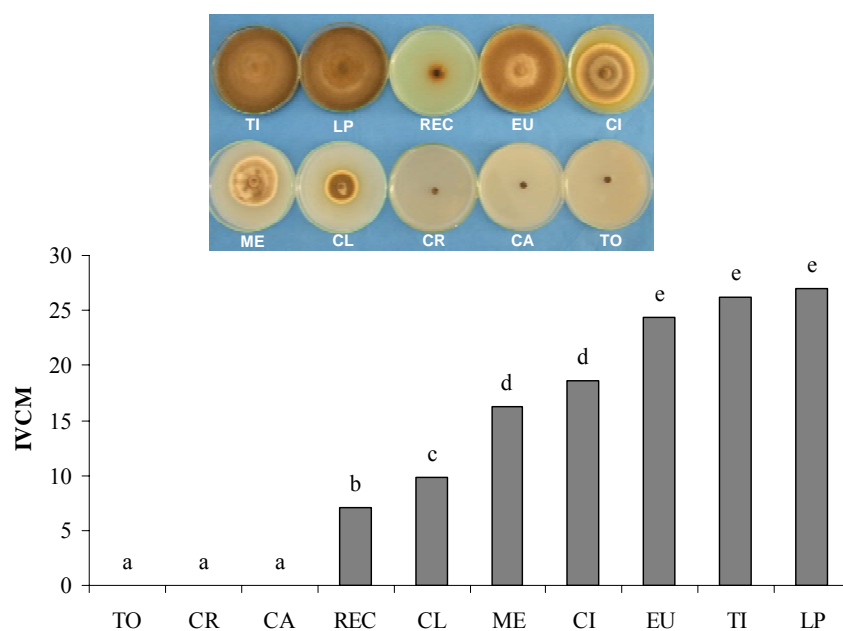 TI LP REC EU CI
ME CL CR CA TO
30
25
20
15
10
5
0
IVCM
a a a b c d d e e e
TO CR CA REC CL ME CI EU TI LP